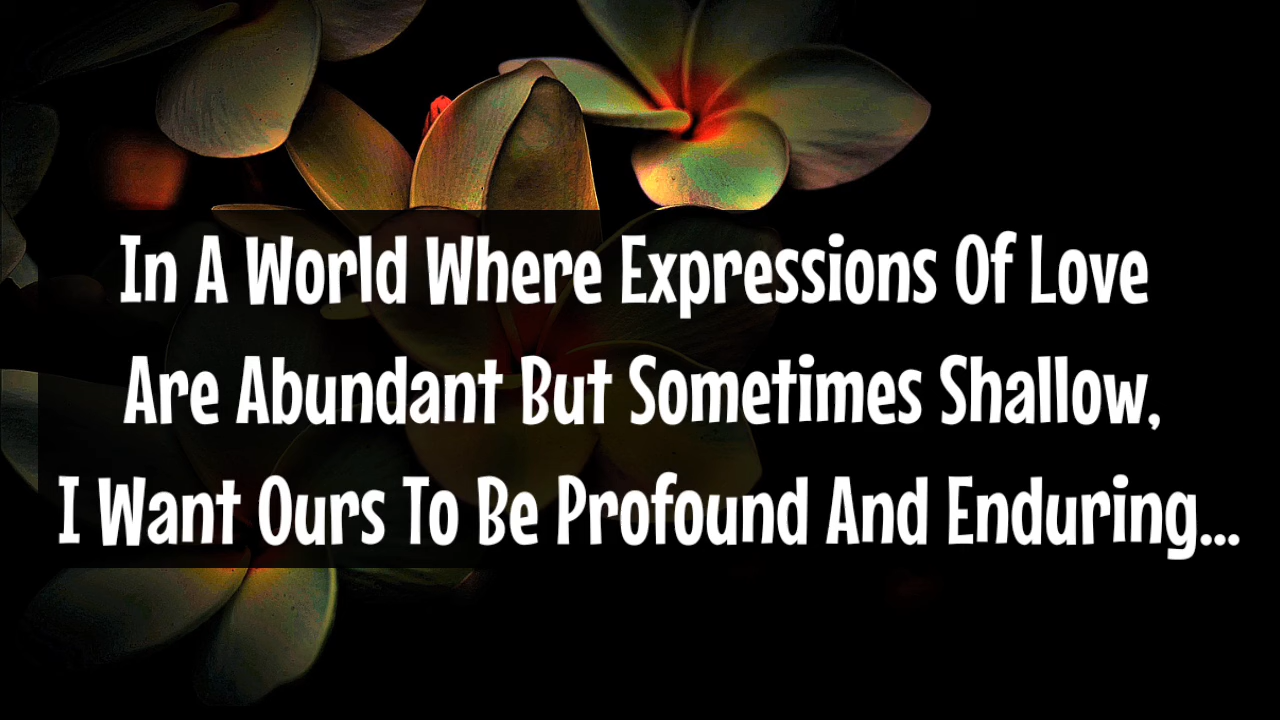 In A World Where Expressions Of Love
Are Abundant But Sometimes Shallow,
I Want Ours To Be Profound And Enduring...